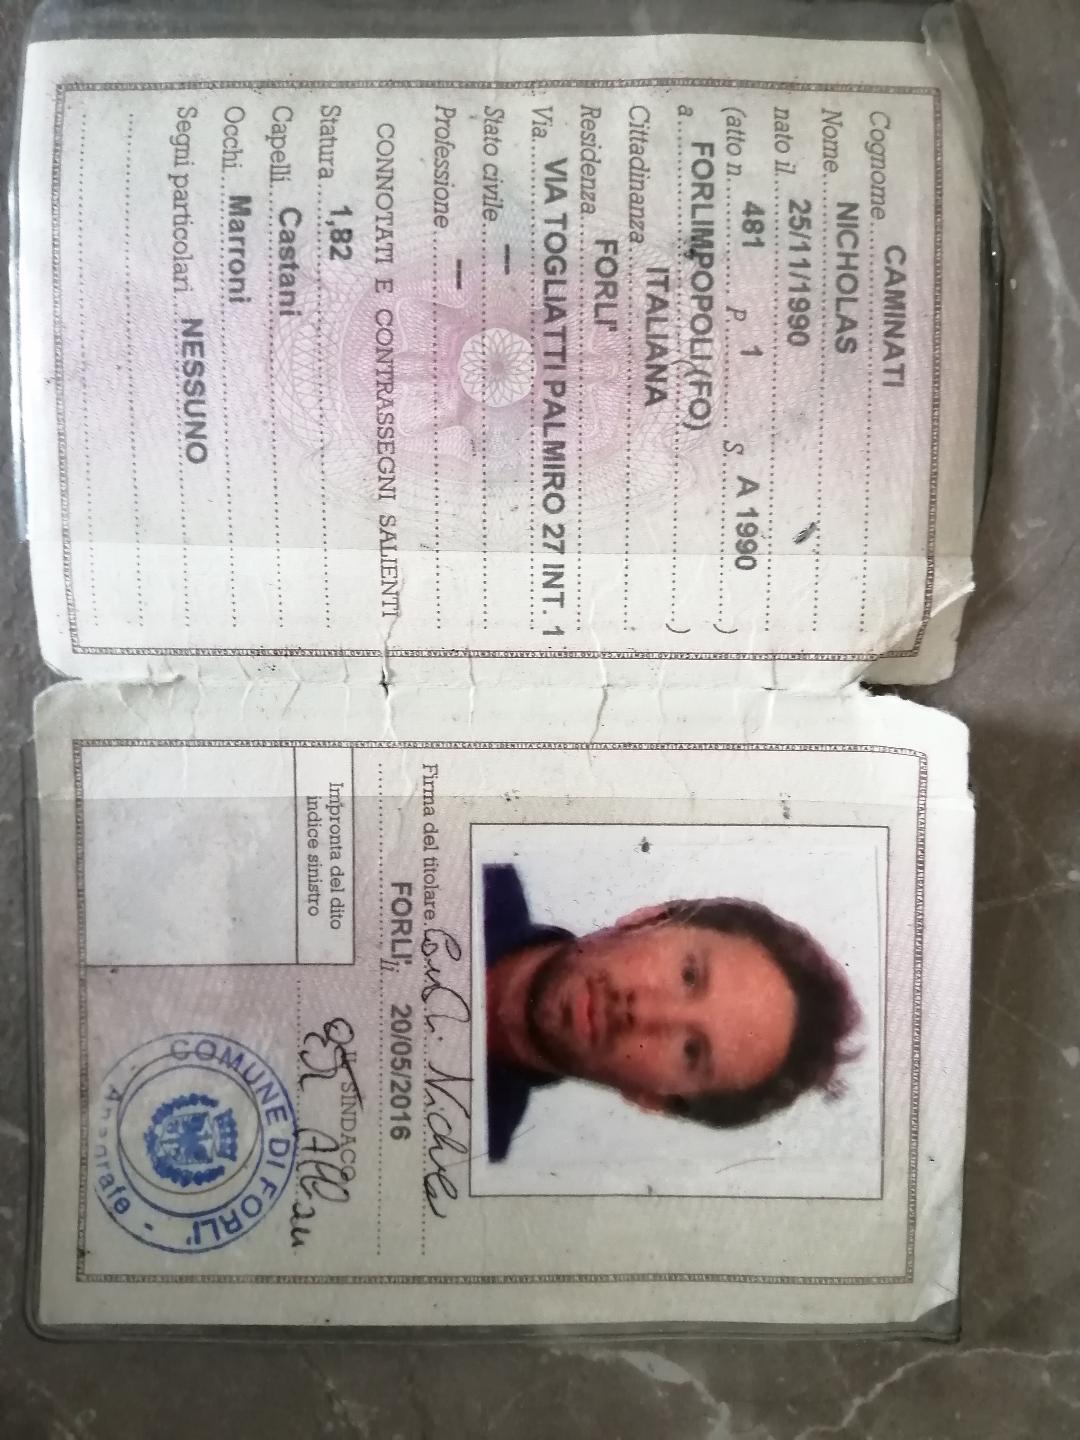 Cognome CAMINATI
Nome NICHOLAS
nato il 25/11/1990
(atto n. 481 P. 1 S. A 1990 )
a FORLIMPOPOLI (FO) )
Cittadinanza ITALIANA
Residenza FORLI'
Via VIA TOGLIATTI PALMIRO 27 INT. 1
Stato civile —
Professione —
CONNOTATI E CONTRASSEGNI SALIENTI
Statura 1,82
Capelli Castani
Occhi Marroni
Segni particolari NESSUNO
Firma del titolare
FORLI' li 20/05/2016
Impronta del dito
indice sinistro
IL SINDACO
COMUNE DI FORLI'
- Anagrafe -